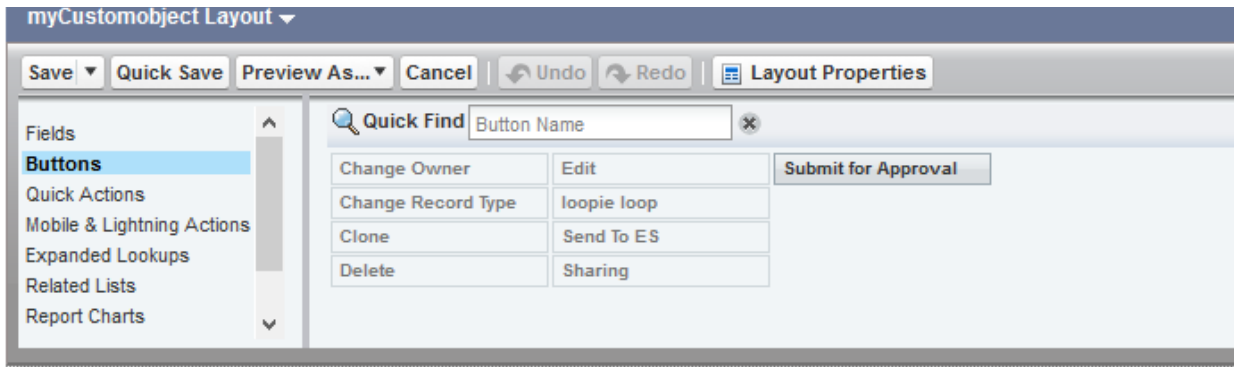 myCustomobject Layout
Save Quick Save Preview As... Cancel Undo Redo Layout Properties
Fields
Buttons
Quick Actions
Mobile & Lightning Actions
Expanded Lookups
Related Lists
Report Charts
Quick Find Button Name
Change Owner Edit Submit for Approval
Change Record Type loopie loop
Clone Send To ES
Delete Sharing